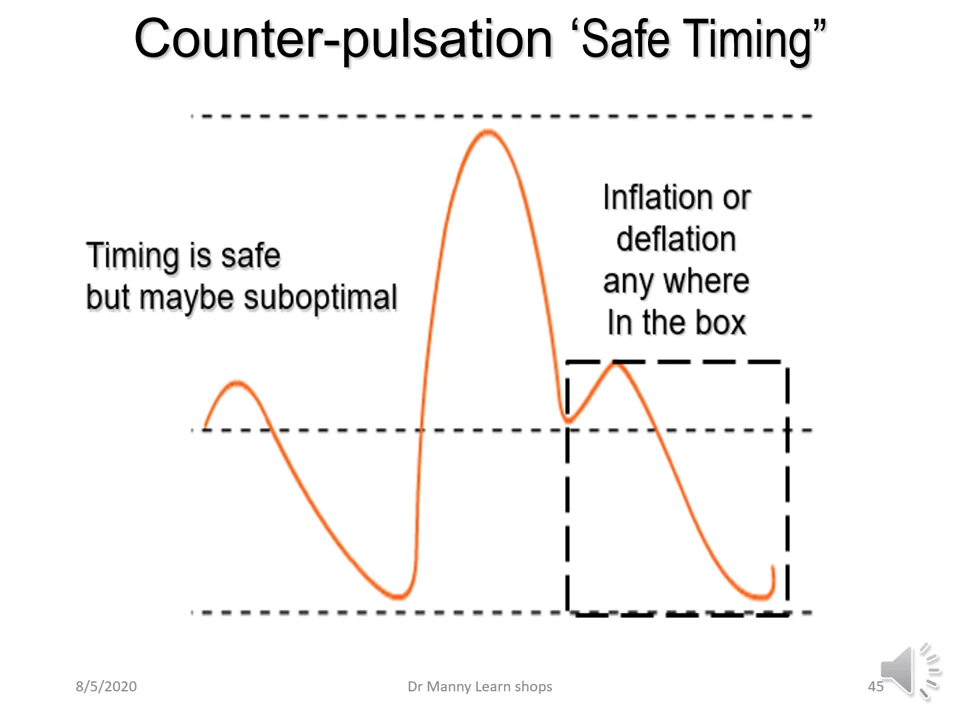 Counter-pulsation ‘Safe Timing”
Inflation or
deflation
any where
In the box
Timing is safe
but maybe suboptimal
8/5/2020
Dr Manny Learn shops
45